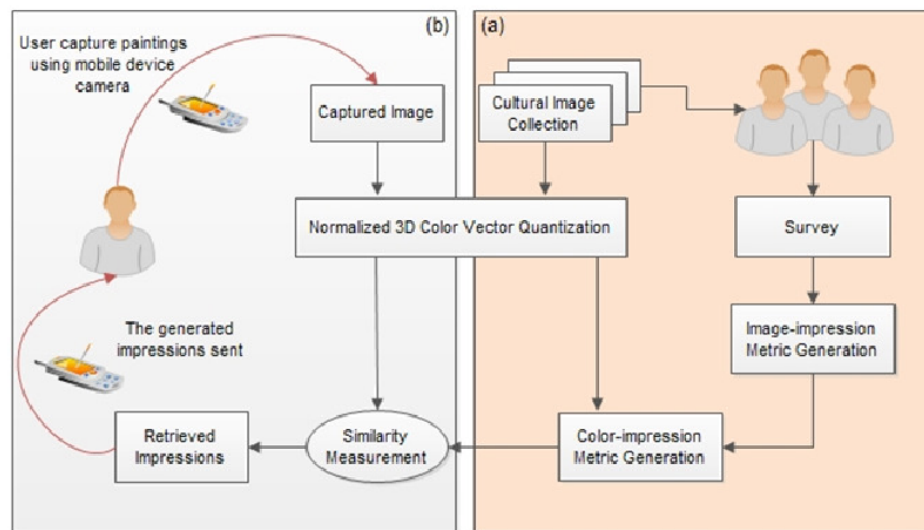 (b)
(a)
User capture paintings
using mobile device
camera
Captured Image
Cultural Image
Collection
Normalized 3D Color Vector Quantization
Survey
The generated
impressions sent
Image-impression
Metric Generation
Retrieved
Impressions
Similarity
Measurement
Color-impression
Metric Generation